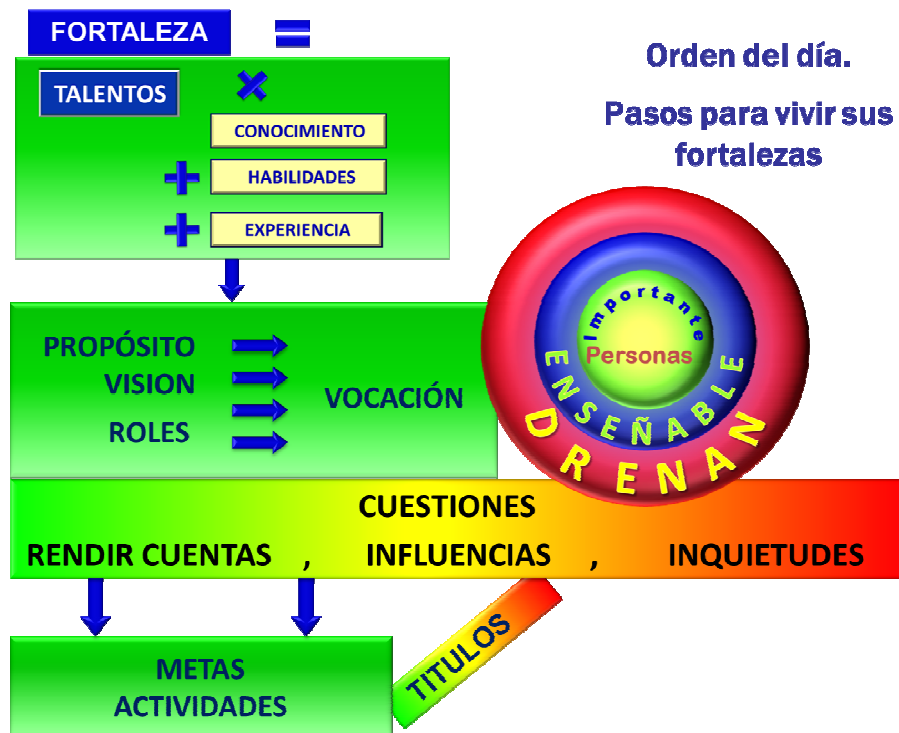 FORTALEZA =
TALENTOS ×
CONOCIMIENTO
+ HABILIDADES
+ EXPERIENCIA
Orden del día.
Pasos para vivir sus
fortalezas
Importante
Personas
ENSEÑABLE
DRENAN
PROPÓSITO
VISION
ROLES
VOCACIÓN
CUESTIONES
RENDIR CUENTAS , INFLUENCIAS , INQUIETUDES
TITULOS
METAS
ACTIVIDADES